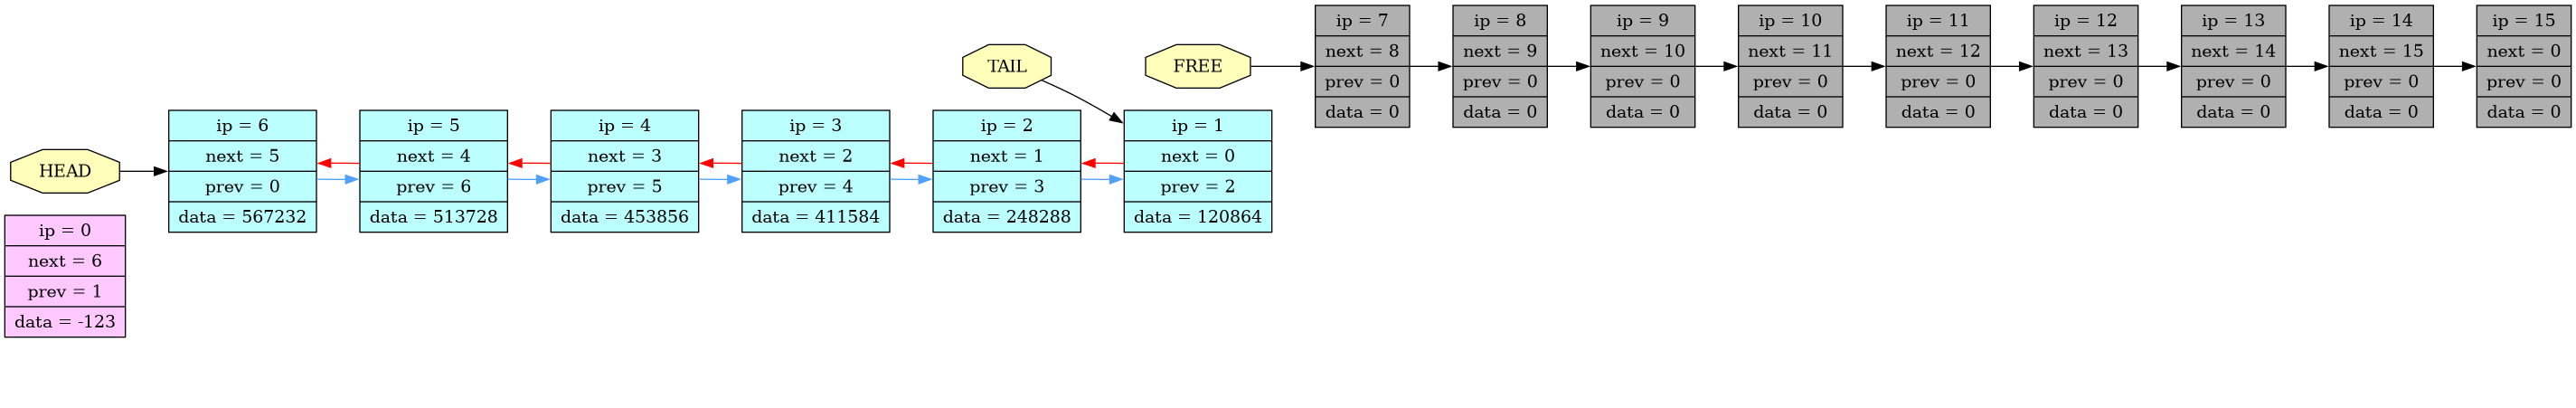 HEAD
ip = 0
next = 6
prev = 1
data = -123
ip = 6
next = 5
prev = 0
data = 567232
ip = 5
next = 4
prev = 6
data = 513728
ip = 4
next = 3
prev = 5
data = 453856
ip = 3
next = 2
prev = 4
data = 411584
TAIL
ip = 2
next = 1
prev = 3
data = 248288
FREE
ip = 1
next = 0
prev = 2
data = 120864
ip = 7
next = 8
prev = 0
data = 0
ip = 8
next = 9
prev = 0
data = 0
ip = 9
next = 10
prev = 0
data = 0
ip = 10
next = 11
prev = 0
data = 0
ip = 11
next = 12
prev = 0
data = 0
ip = 12
next = 13
prev = 0
data = 0
ip = 13
next = 14
prev = 0
data = 0
ip = 14
next = 15
prev = 0
data = 0
ip = 15
next = 0
prev = 0
data = 0